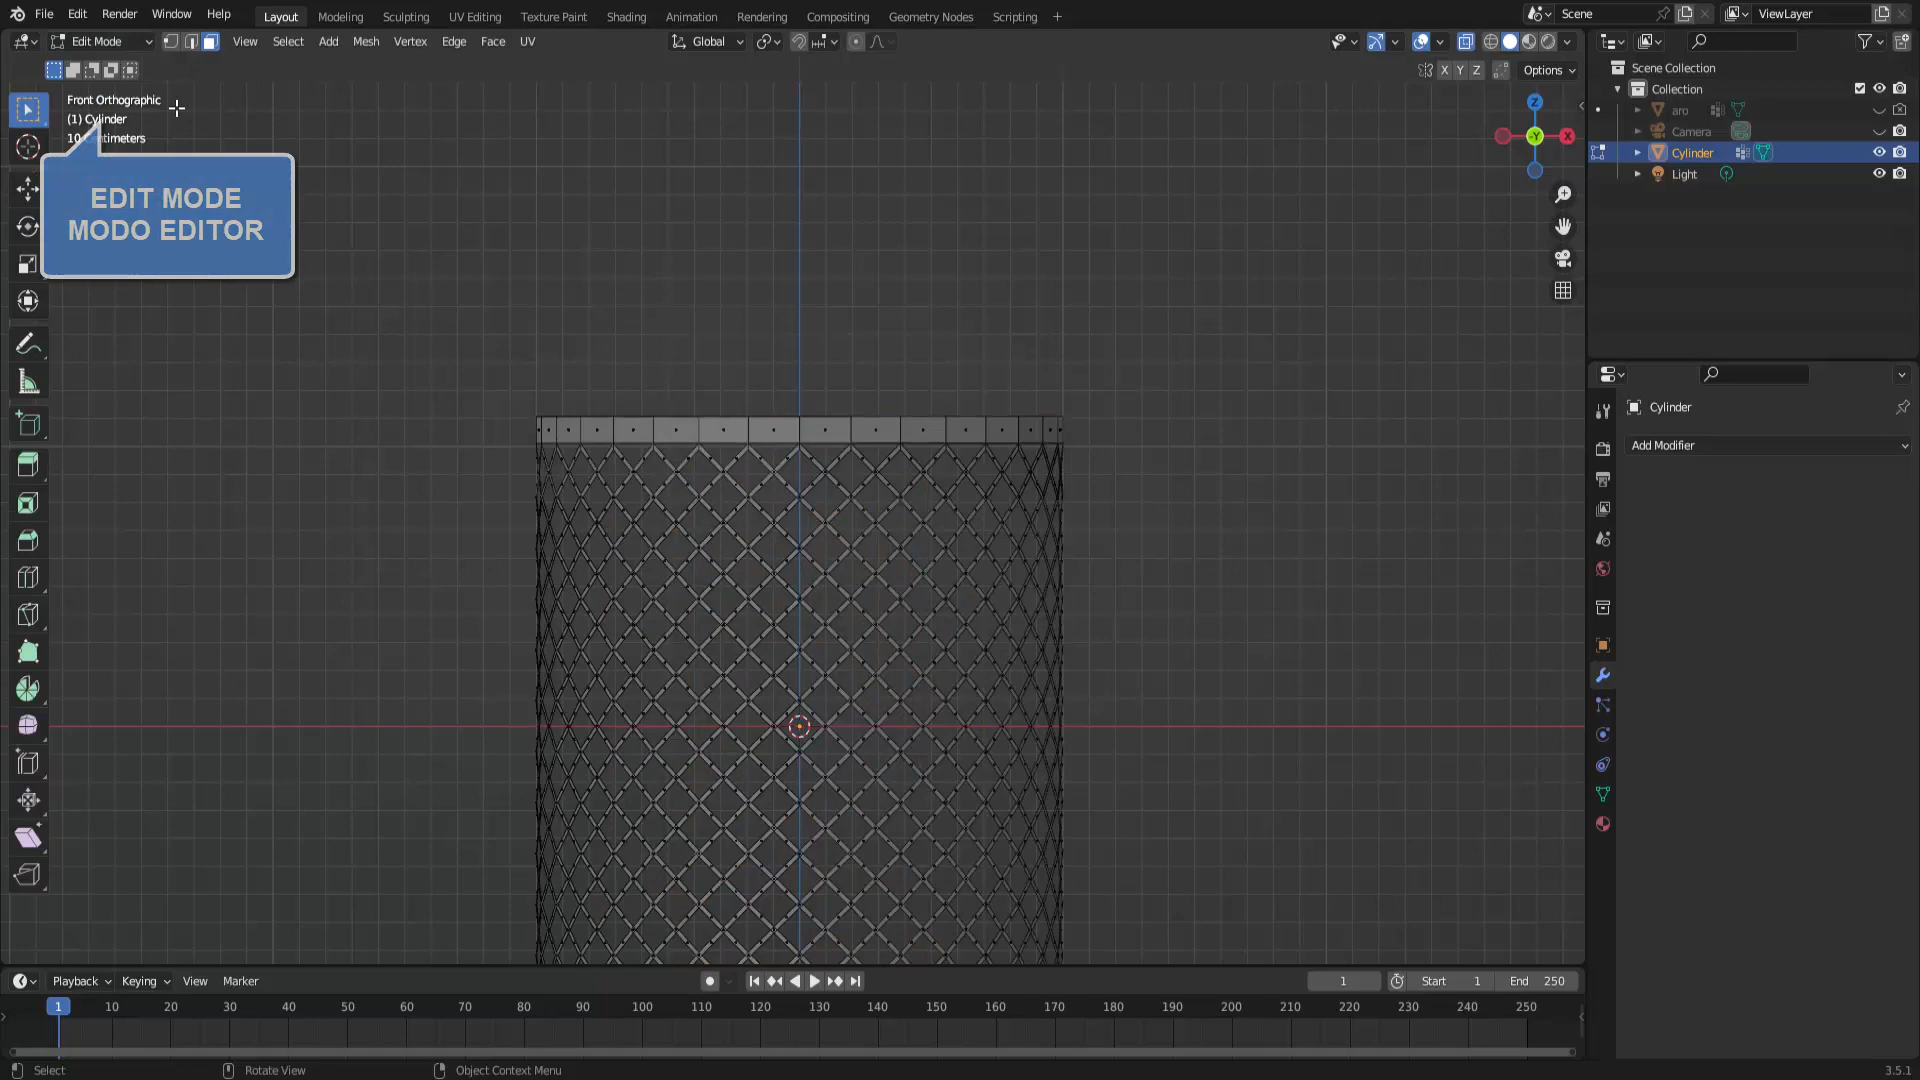 File Edit Render Window Help Layout Modeling Sculpting UV Editing Texture Paint Shading Animation Rendering Compositing Geometry Nodes Scripting + Scene ViewLayer
Edit Mode View Select Add Mesh Vertex Edge Face UV Global
X Y Z Options
Front Orthographic
(1) Cylinder
EDIT MODE
MODO EDITOR
Z
-Y
X
Scene Collection
Collection
aro
Camera
Cylinder
Light
Cylinder
Add Modifier
Playback Keying View Marker 1 Start 1 End 250
1 10 20 30 40 50 60 70 80 90 100 110 120 130 140 150 160 170 180 190 200 210 220 230 240 250
Select Rotate View Object Context Menu 3.5.1